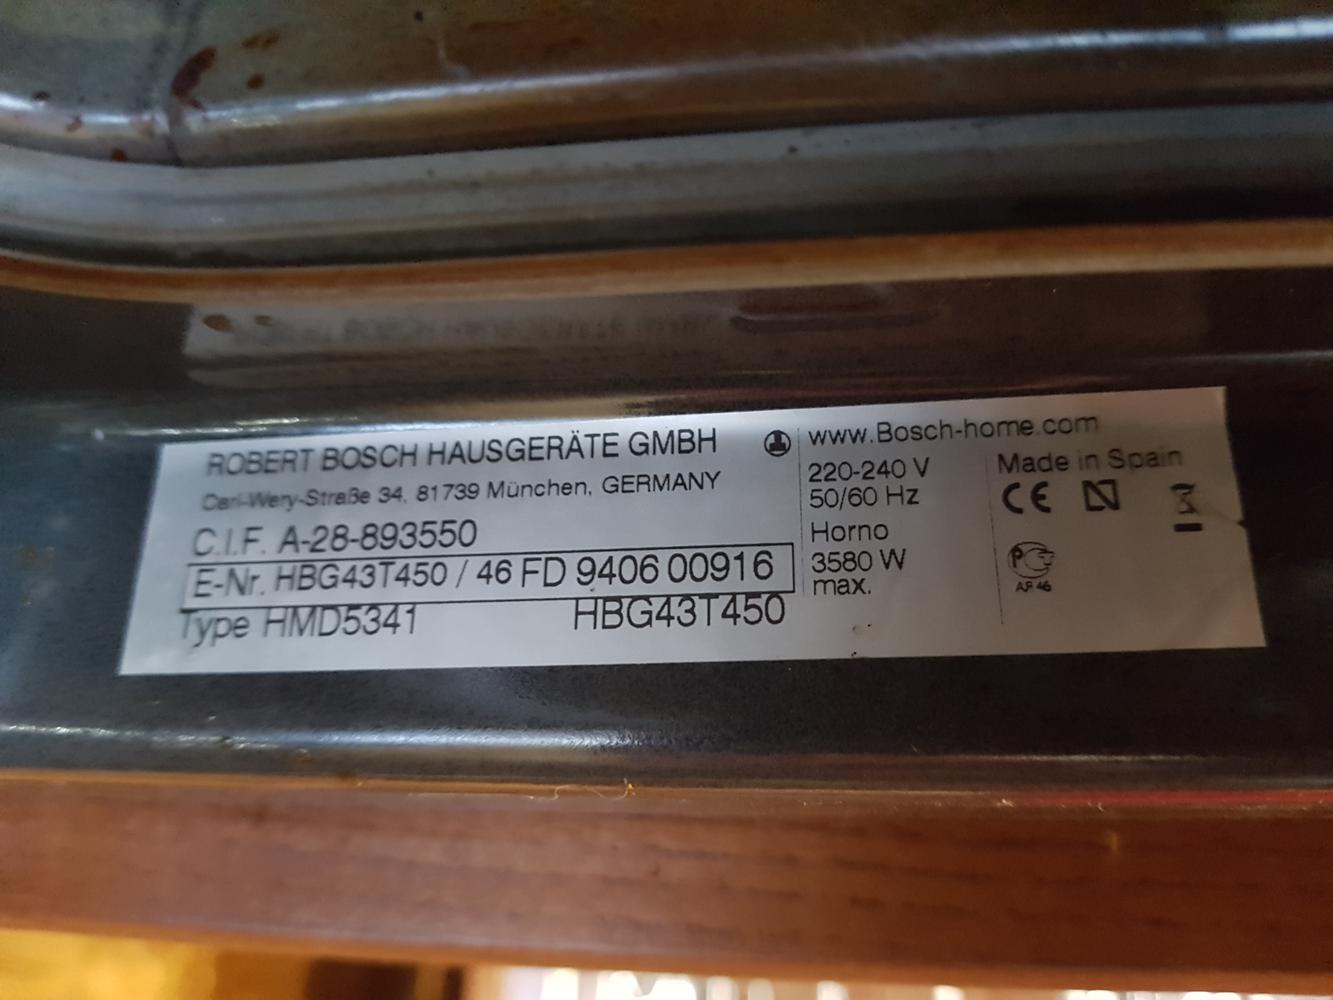 ROBERT BOSCH HAUSGERÄTE GMBH
Carl-Wery-Straße 34, 81739 München, GERMANY
C.I.F. A-28-893550
E-Nr. HBG43T450 / 46 FD 9406 00916
Type HMD5341 HBG43T450
www.Bosch-home.com
220-240 V
50/60 Hz
Horno
3580 W
max.
Made in Spain
CE